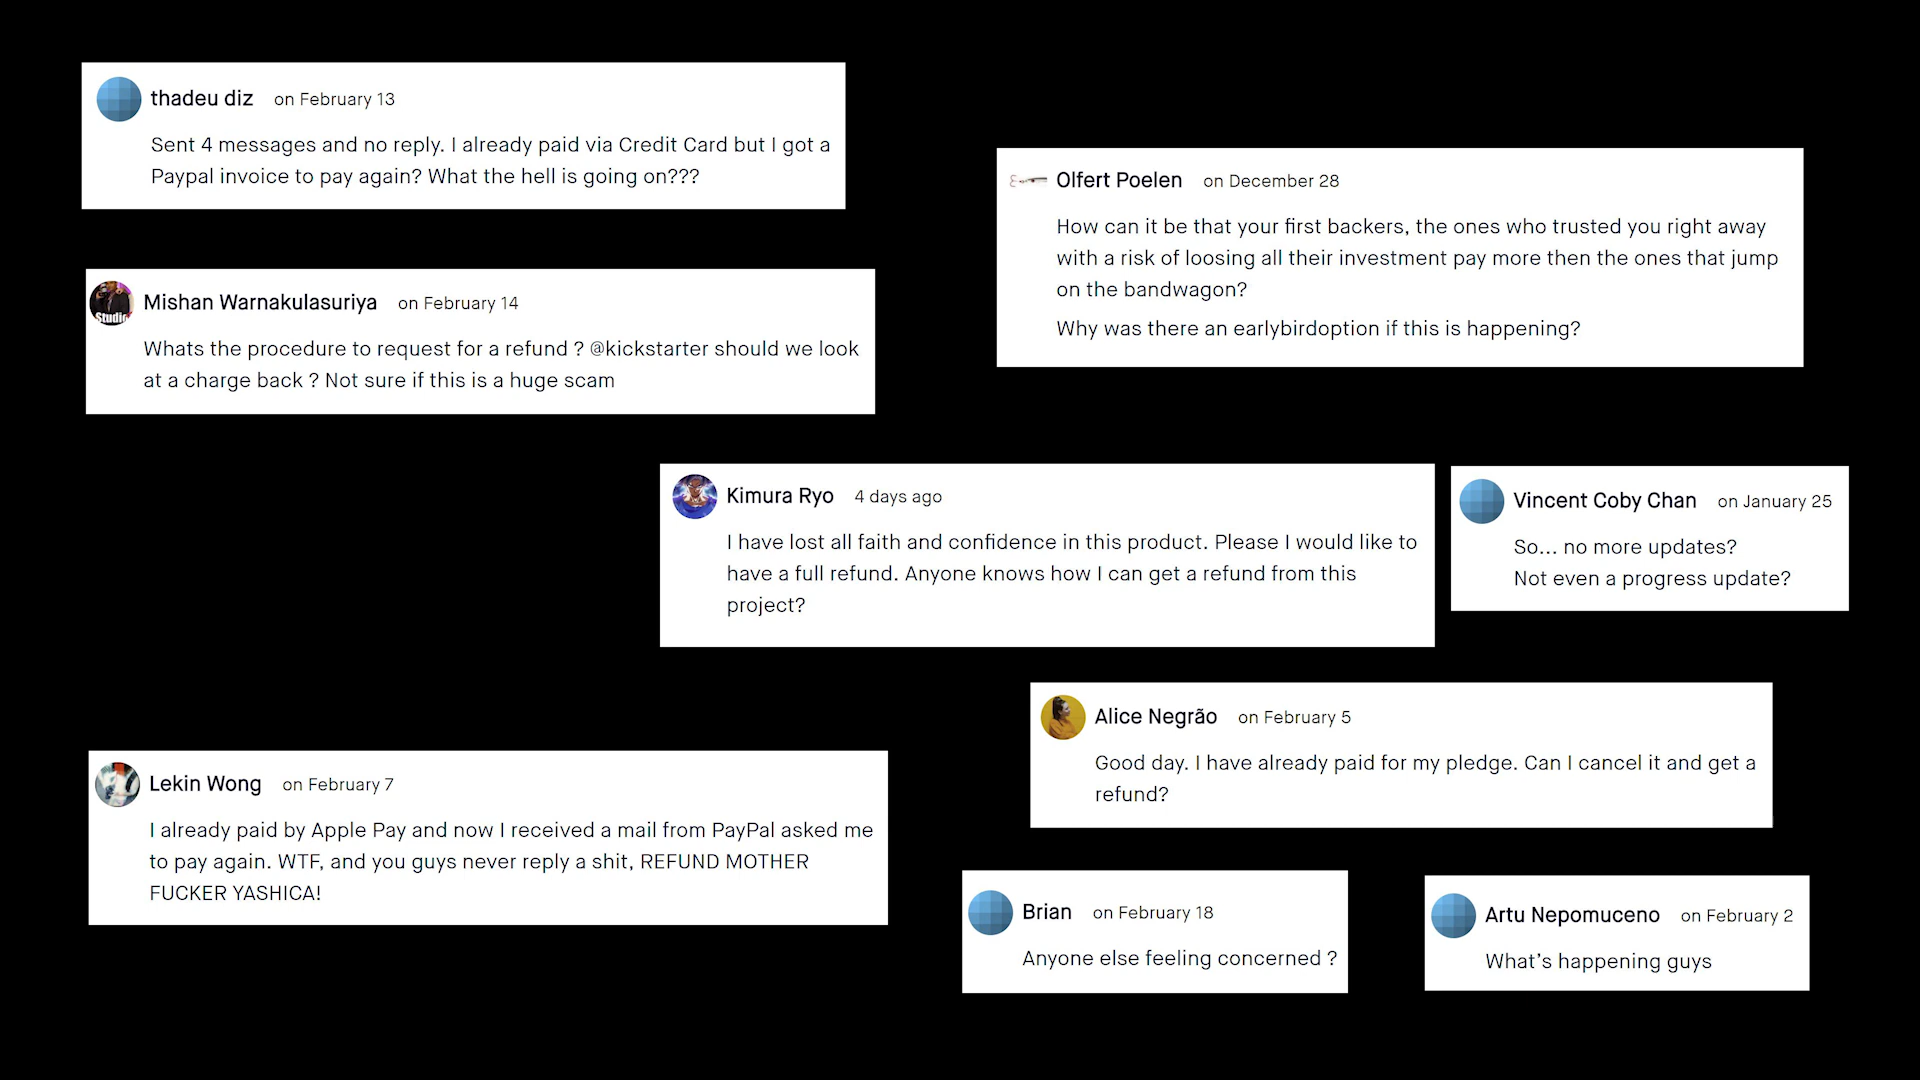 thadeu diz on February 13
Sent 4 messages and no reply. I already paid via Credit Card but I got a
Paypal invoice to pay again? What the hell is going on???
Olfert Poelen on December 28
How can it be that your first backers, the ones who trusted you right away
with a risk of loosing all their investment pay more then the ones that jump
on the bandwagon?
Why was there an earlybirdoption if this is happening?
Studio
Mishan Warnakulasuriya on February 14
Whats the procedure to request for a refund ? @kickstarter should we look
at a charge back ? Not sure if this is a huge scam
Kimura Ryo 4 days ago
I have lost all faith and confidence in this product. Please I would like to
have a full refund. Anyone knows how I can get a refund from this
project?
Vincent Coby Chan on January 25
So... no more updates?
Not even a progress update?
Alice Negrão on February 5
Good day. I have already paid for my pledge. Can I cancel it and get a
refund?
Lekin Wong on February 7
I already paid by Apple Pay and now I received a mail from PayPal asked me
to pay again. WTF, and you guys never reply a shit, REFUND MOTHER
FUCKER YASHICA!
Brian on February 18
Anyone else feeling concerned ?
Artu Nepomuceno on February 2
What's happening guys